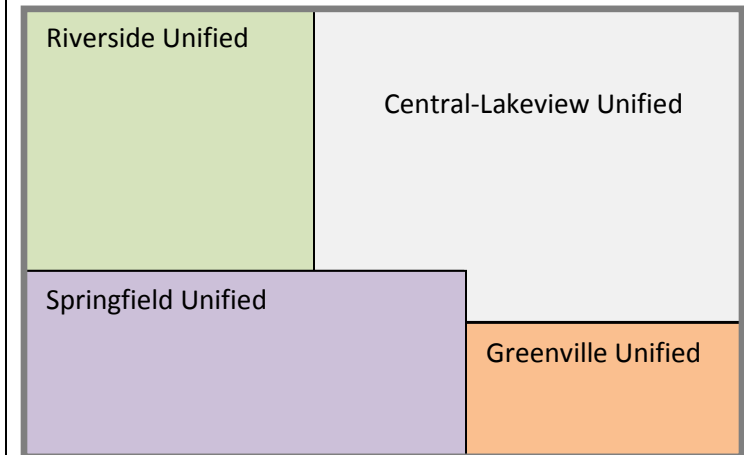 Riverside Unified
Central-Lakeview Unified
Springfield Unified
Greenville Unified